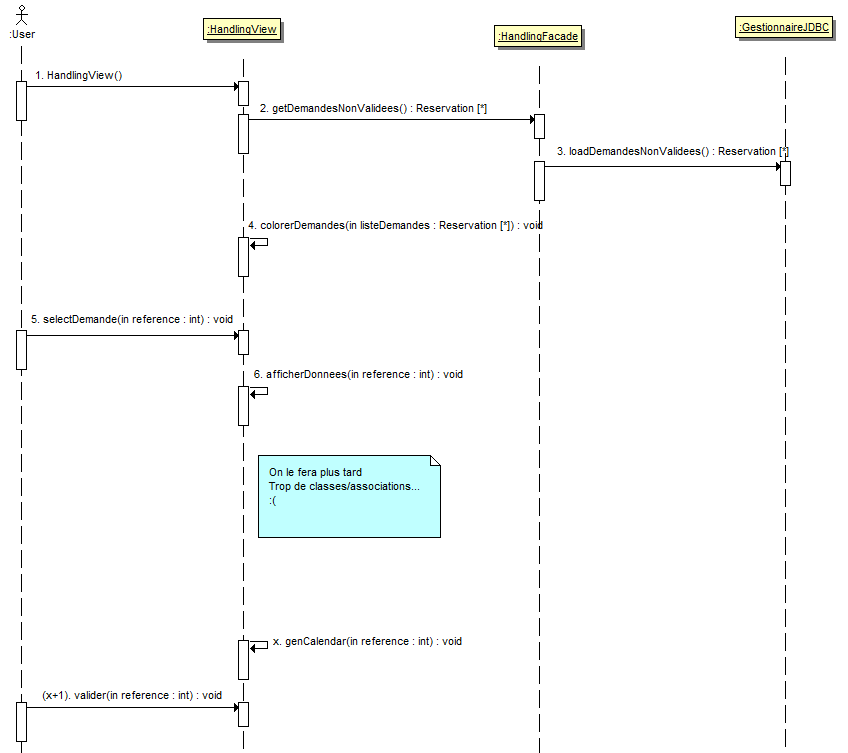 :User
:HandlingView
:HandlingFacade
:GestionnaireJDBC
1. HandlingView()
2. getDemandesNonValidees() : Reservation [*]
3. loadDemandesNonValidees() : Reservation [*]
4. colorerDemandes(in listeDemandes : Reservation [*]) : void
5. selectDemande(in reference : int) : void
6. afficherDonnees(in reference : int) : void
On le fera plus tard
Trop de classes/associations...
:(
x. genCalendar(in reference : int) : void
(x+1). valider(in reference : int) : void